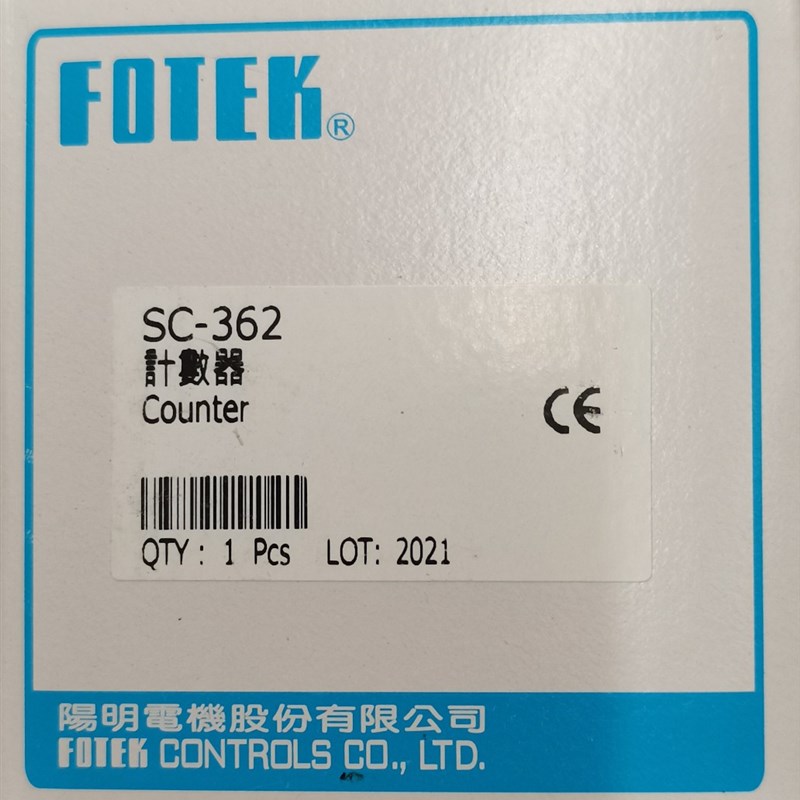 FOTEK®
SC-362
計數器
Counter
CE
QTY : 1 Pcs LOT: 2021
陽明電機股份有限公司
FOTEK CONTROLS CO., LTD.